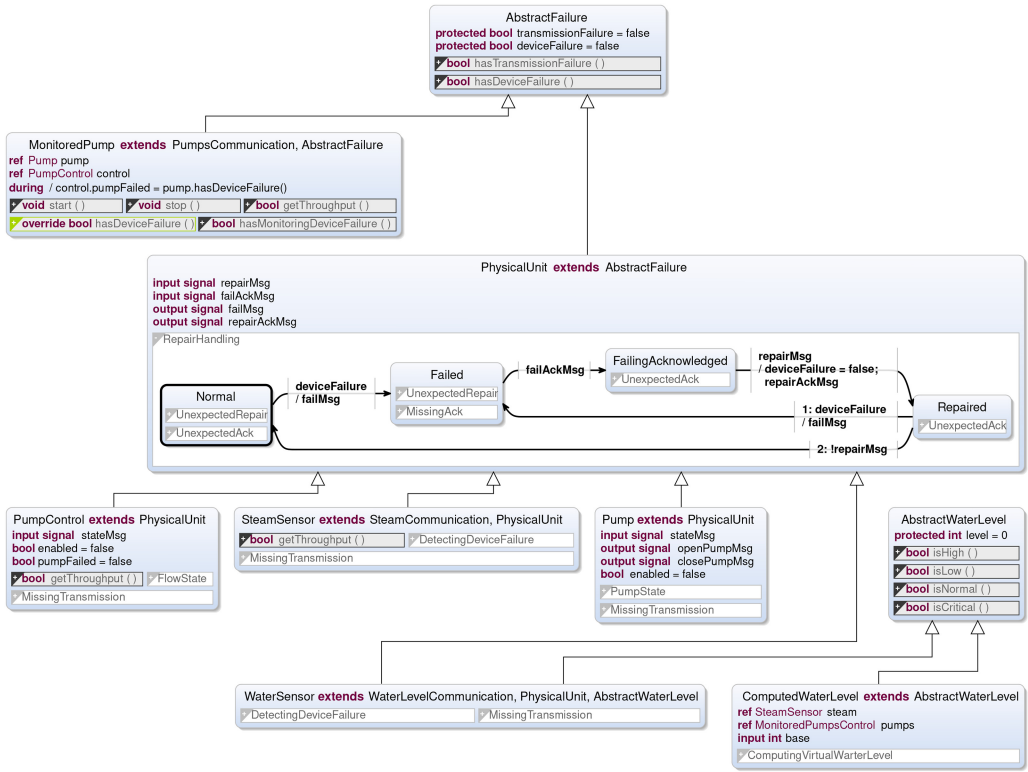 AbstractFailure
protected bool transmissionFailure = false
protected bool deviceFailure = false
bool hasTransmissionFailure ( )
bool hasDeviceFailure ( )
MonitoredPump extends PumpsCommunication, AbstractFailure
ref Pump pump
ref PumpControl control
during / control.pumpFailed = pump.hasDeviceFailure()
void start ( ) void stop ( ) bool getThroughput ( )
override bool hasDeviceFailure ( ) bool hasMonitoringDeviceFailure ( )
PhysicalUnit extends AbstractFailure
input signal repairMsg
input signal failAckMsg
output signal failMsg
output signal repairAckMsg
RepairHandling
Normal
UnexpectedRepair
UnexpectedAck
deviceFailure
/ failMsg
Failed
UnexpectedRepair
MissingAck
failAckMsg
FailingAcknowledged
UnexpectedAck
repairMsg
/ deviceFailure = false;
repairAckMsg
1: deviceFailure
/ failMsg
2: !repairMsg
Repaired
UnexpectedAck
PumpControl extends PhysicalUnit
input signal stateMsg
bool enabled = false
bool pumpFailed = false
bool getThroughput ( ) FlowState
MissingTransmission
SteamSensor extends SteamCommunication, PhysicalUnit
bool getThroughput ( ) DetectingDeviceFailure
MissingTransmission
Pump extends PhysicalUnit
input signal stateMsg
output signal openPumpMsg
output signal closePumpMsg
bool enabled = false
PumpState
MissingTransmission
AbstractWaterLevel
protected int level = 0
bool isHigh ( )
bool isLow ( )
bool isNormal ( )
bool isCritical ( )
WaterSensor extends WaterLevelCommunication, PhysicalUnit, AbstractWaterLevel
DetectingDeviceFailure MissingTransmission
ComputedWaterLevel extends AbstractWaterLevel
ref SteamSensor steam
ref MonitoredPumpsControl pumps
input int base
ComputingVirtualWarterLevel